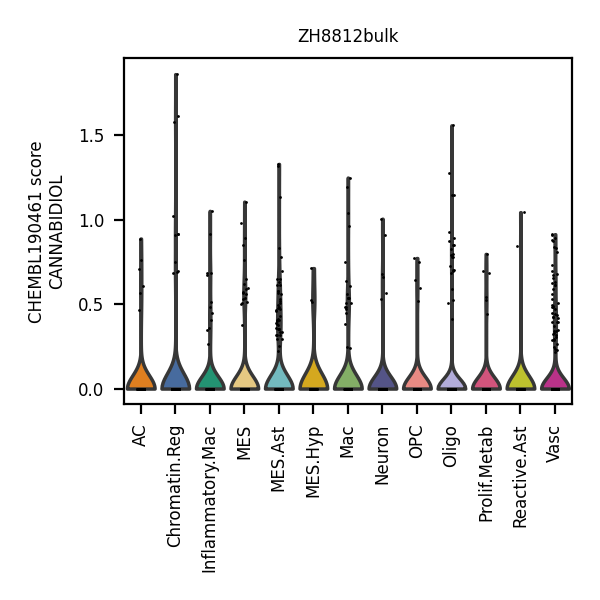 ZH8812bulk
CHEMBL190461 score
CANNABIDIOL
1.5
1.0
0.5
0.0
AC
Chromatin.Reg
Inflammatory.Mac
MES
MES.Ast
MES.Hyp
Mac
Neuron
OPC
Oligo
Prolif.Metab
Reactive.Ast
Vasc